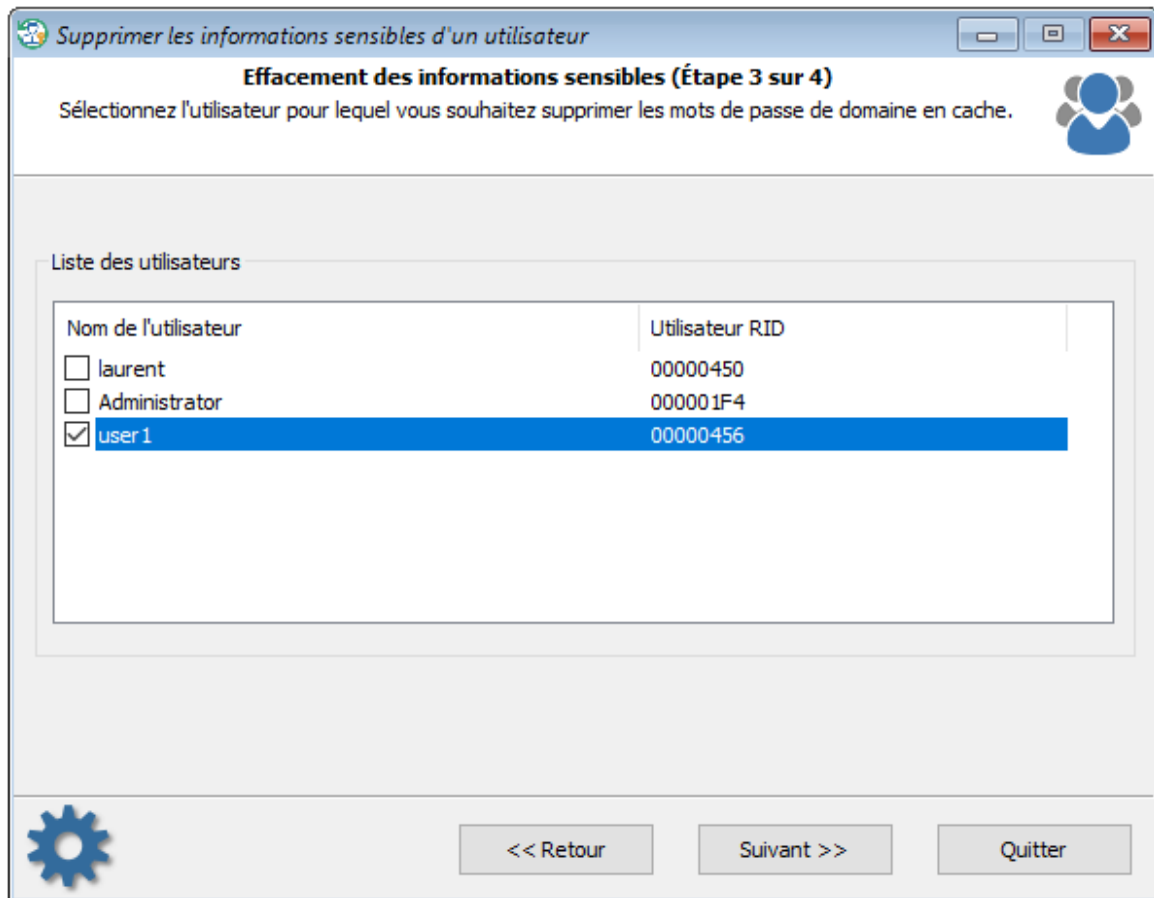 Supprimer les informations sensibles d'un utilisateur
Effacement des informations sensibles (Étape 3 sur 4)
Sélectionnez l'utilisateur pour lequel vous souhaitez supprimer les mots de passe de domaine en cache.
Liste des utilisateurs
Nom de l'utilisateur Utilisateur RID
laurent 00000450
Administrator 000001F4
user1 00000456
<< Retour Suivant >> Quitter